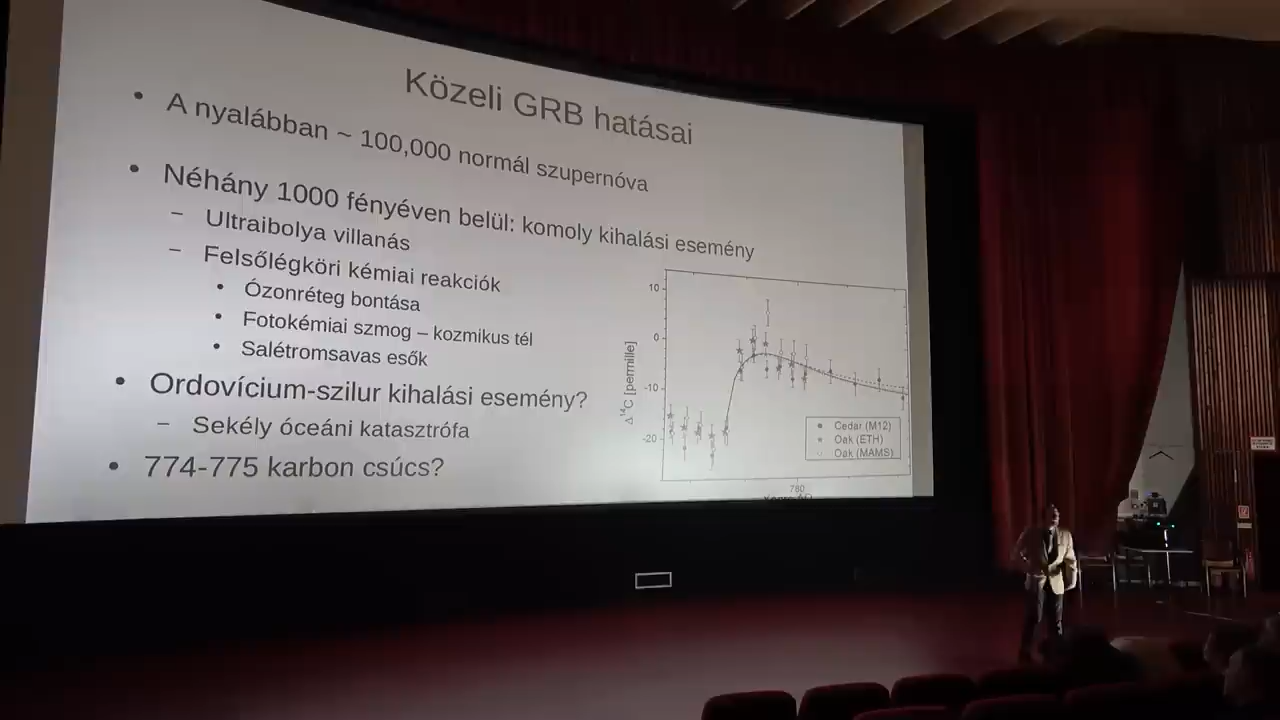 Közeli GRB hatásai
• A nyalábban ~ 100,000 normál szupernóva
• Néhány 1000 fényéven belül: komoly kihalási esemény
– Ultraibolya villanás
– Felsőlégköri kémiai reakciók
• Ózonréteg bontása
• Fotokémiai szmog – kozmikus tél
• Salétromsavas esők
• Ordovícium-szilur kihalási esemény?
– Sekély óceáni katasztrófa
• 774-775 karbon csúcs?
10
0
-10
-20
Δ¹⁴C [permille]
Cedar (M12)
Oak (ETH)
Oak (MAMS)
780